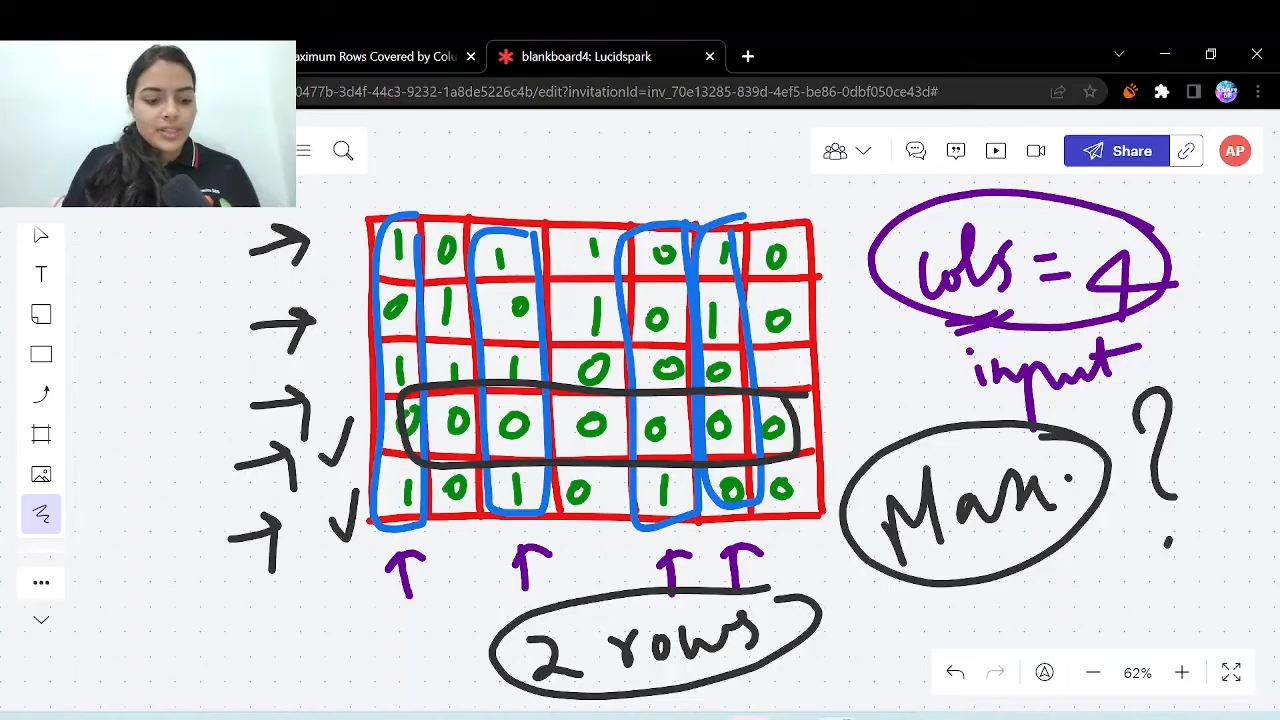 aximum Rows Covered by Colu
blankboard4: Lucidspark
0477b-3d4f-44c3-9232-1a8de5226c4b/edit?invitationId=inv_70e13285-839d-4ef5-be86-0dbf050ce43d#
Share
AP
T
1 0 1 1 0 1 0
0 1 0 1 0 1 0
1 1 1 0 0 0
0 0 0 0 0 0 0
1 0 1 0 1 0 0
cols = 4
input
Max. ?
2 rows
62%